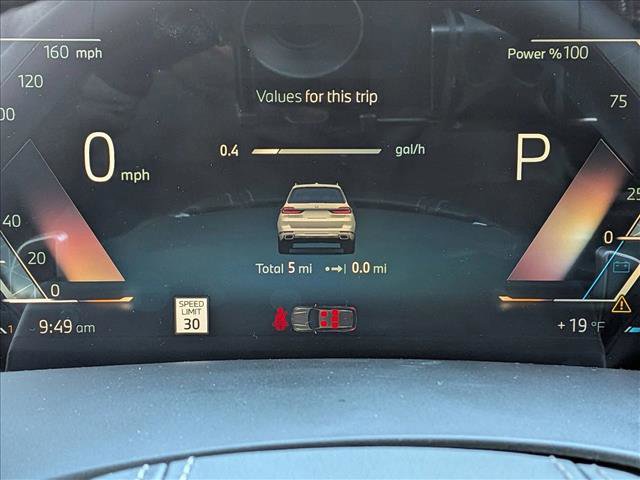 160 mph
Power %100
120
75
00
Values for this trip
0 mph
P
0.4 gal/h
40
25
20
0
0
Total 5 mi 0.0 mi
SPEED
LIMIT
30
9:49 am
+19 °F